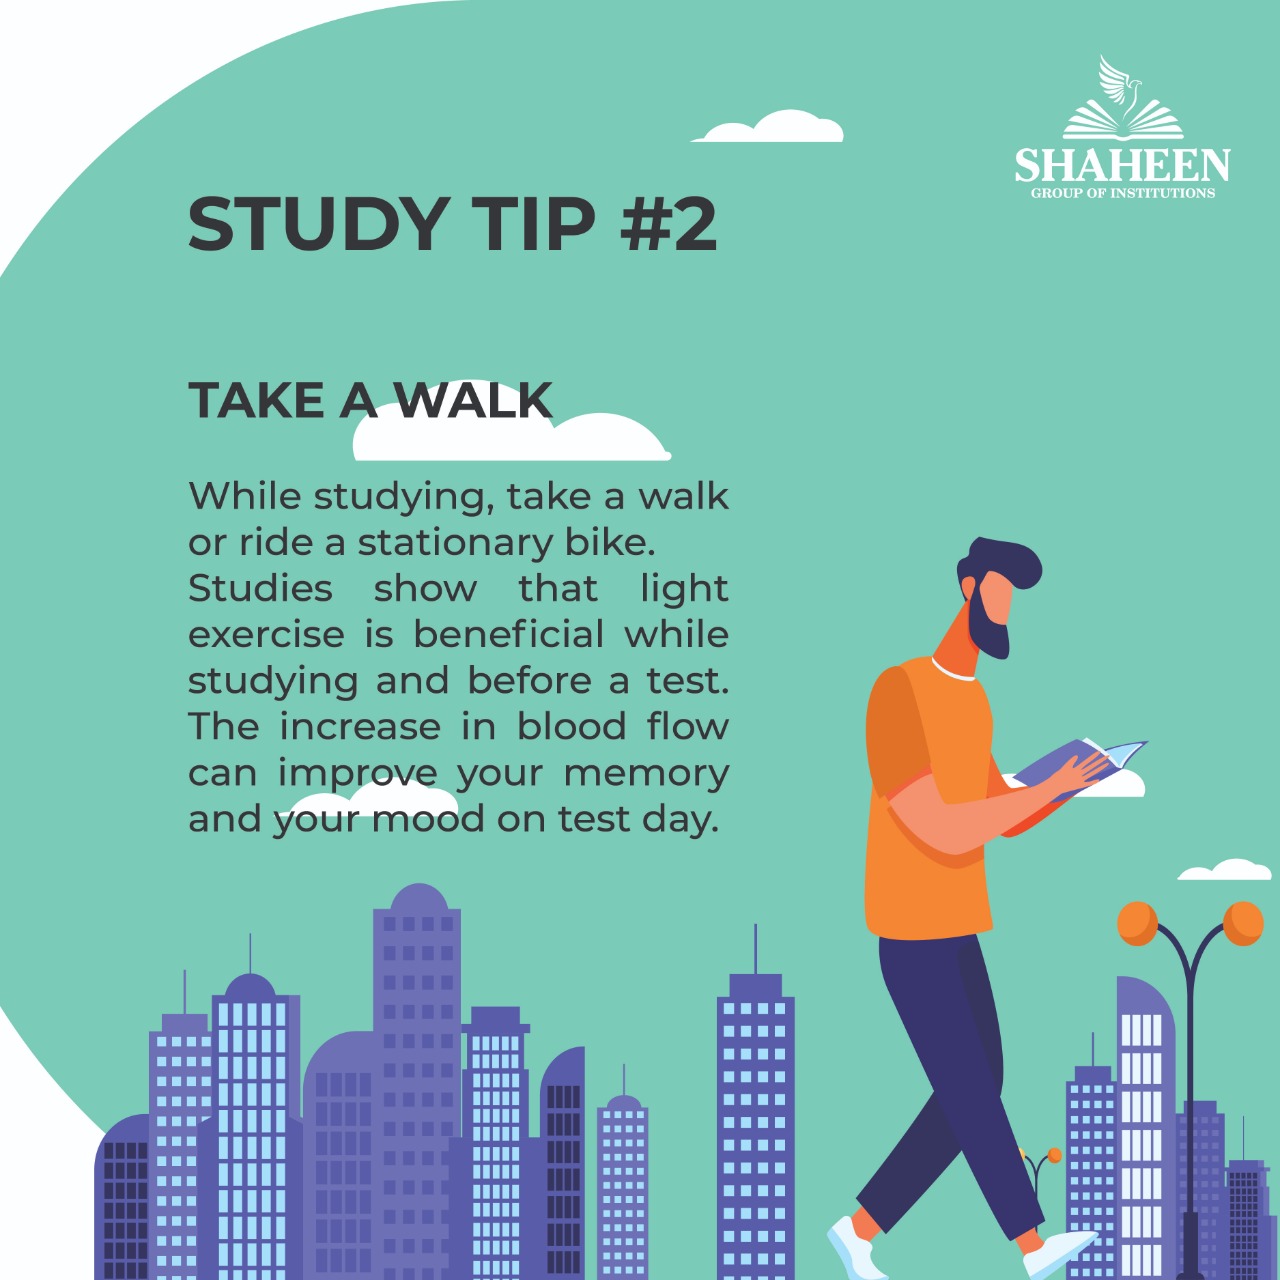 SHAHEEN
GROUP OF INSTITUTIONS
STUDY TIP #2
TAKE A WALK
While studying, take a walk
or ride a stationary bike.
Studies show that light
exercise is beneficial while
studying and before a test.
The increase in blood flow
can improve your memory
and your mood on test day.